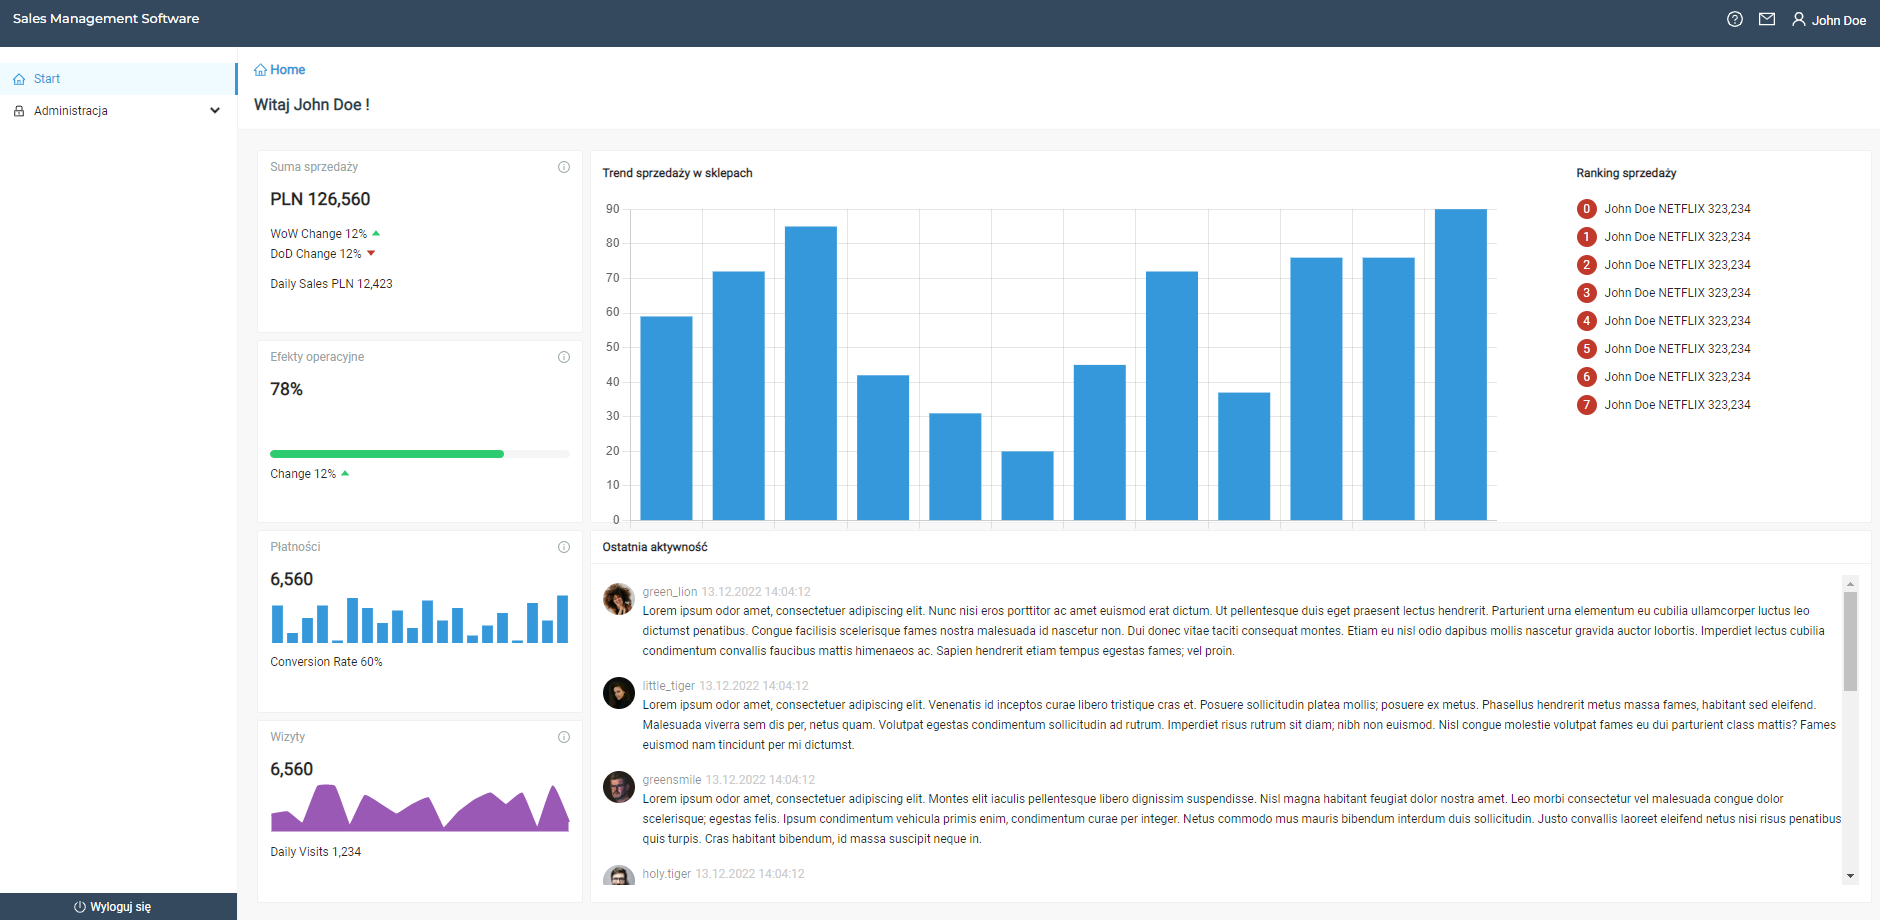 Sales Management Software
John Doe
Start
Administracja
Wyloguj się
Home
Witaj John Doe !
Suma sprzedaży
PLN 126,560
WoW Change 12%
DoD Change 12%
Daily Sales PLN 12,423
Efekty operacyjne
78%
Change 12%
Płatności
6,560
Conversion Rate 60%
Wizyty
6,560
Daily Visits 1,234
Trend sprzedaży w sklepach
90
80
70
60
50
40
30
20
10
0
Ranking sprzedaży
0 John Doe NETFLIX 323,234
1 John Doe NETFLIX 323,234
2 John Doe NETFLIX 323,234
3 John Doe NETFLIX 323,234
4 John Doe NETFLIX 323,234
5 John Doe NETFLIX 323,234
6 John Doe NETFLIX 323,234
7 John Doe NETFLIX 323,234
Ostatnia aktywność
green_lion 13.12.2022 14:04:12
Lorem ipsum odor amet, consectetuer adipiscing elit. Nunc nisi eros porttitor ac amet euismod erat dictum. Ut pellentesque duis eget praesent lectus hendrerit. Parturient urna elementum eu cubilia ullamcorper luctus leo
dictumst penatibus. Congue facilisis scelerisque fames nostra malesuada id nascetur non. Dui donec vitae taciti consequat montes. Etiam eu nisl odio dapibus mollis nascetur gravida auctor lobortis. Imperdiet lectus cubilia
condimentum convallis faucibus mattis himenaeos ac. Sapien hendrerit etiam tempus egestas fames; vel proin.
little_tiger 13.12.2022 14:04:12
Lorem ipsum odor amet, consectetuer adipiscing elit. Venenatis id inceptos curae libero tristique cras et. Posuere sollicitudin platea mollis; posuere ex metus. Phasellus hendrerit metus massa fames, habitant sed eleifend.
Malesuada viverra sem dis per, netus quam. Volutpat egestas condimentum sollicitudin ad rutrum. Imperdiet risus rutrum sit diam; nibh non euismod. Nisl congue molestie volutpat fames eu dui parturient class mattis? Fames
euismod nam tincidunt per mi dictumst.
greensmile 13.12.2022 14:04:12
Lorem ipsum odor amet, consectetuer adipiscing elit. Montes elit iaculis pellentesque libero dignissim suspendisse. Nisl magna habitant feugiat dolor nostra amet. Leo morbi consectetur vel malesuada congue dolor
scelerisque; egestas felis. Ipsum condimentum vehicula primis enim, condimentum curae per integer. Netus commodo mus mauris bibendum interdum duis sollicitudin. Justo convallis laoreet eleifend netus nisi risus penatibus
quis turpis. Cras habitant bibendum, id massa suscipit neque in.
holy.tiger 13.12.2022 14:04:12